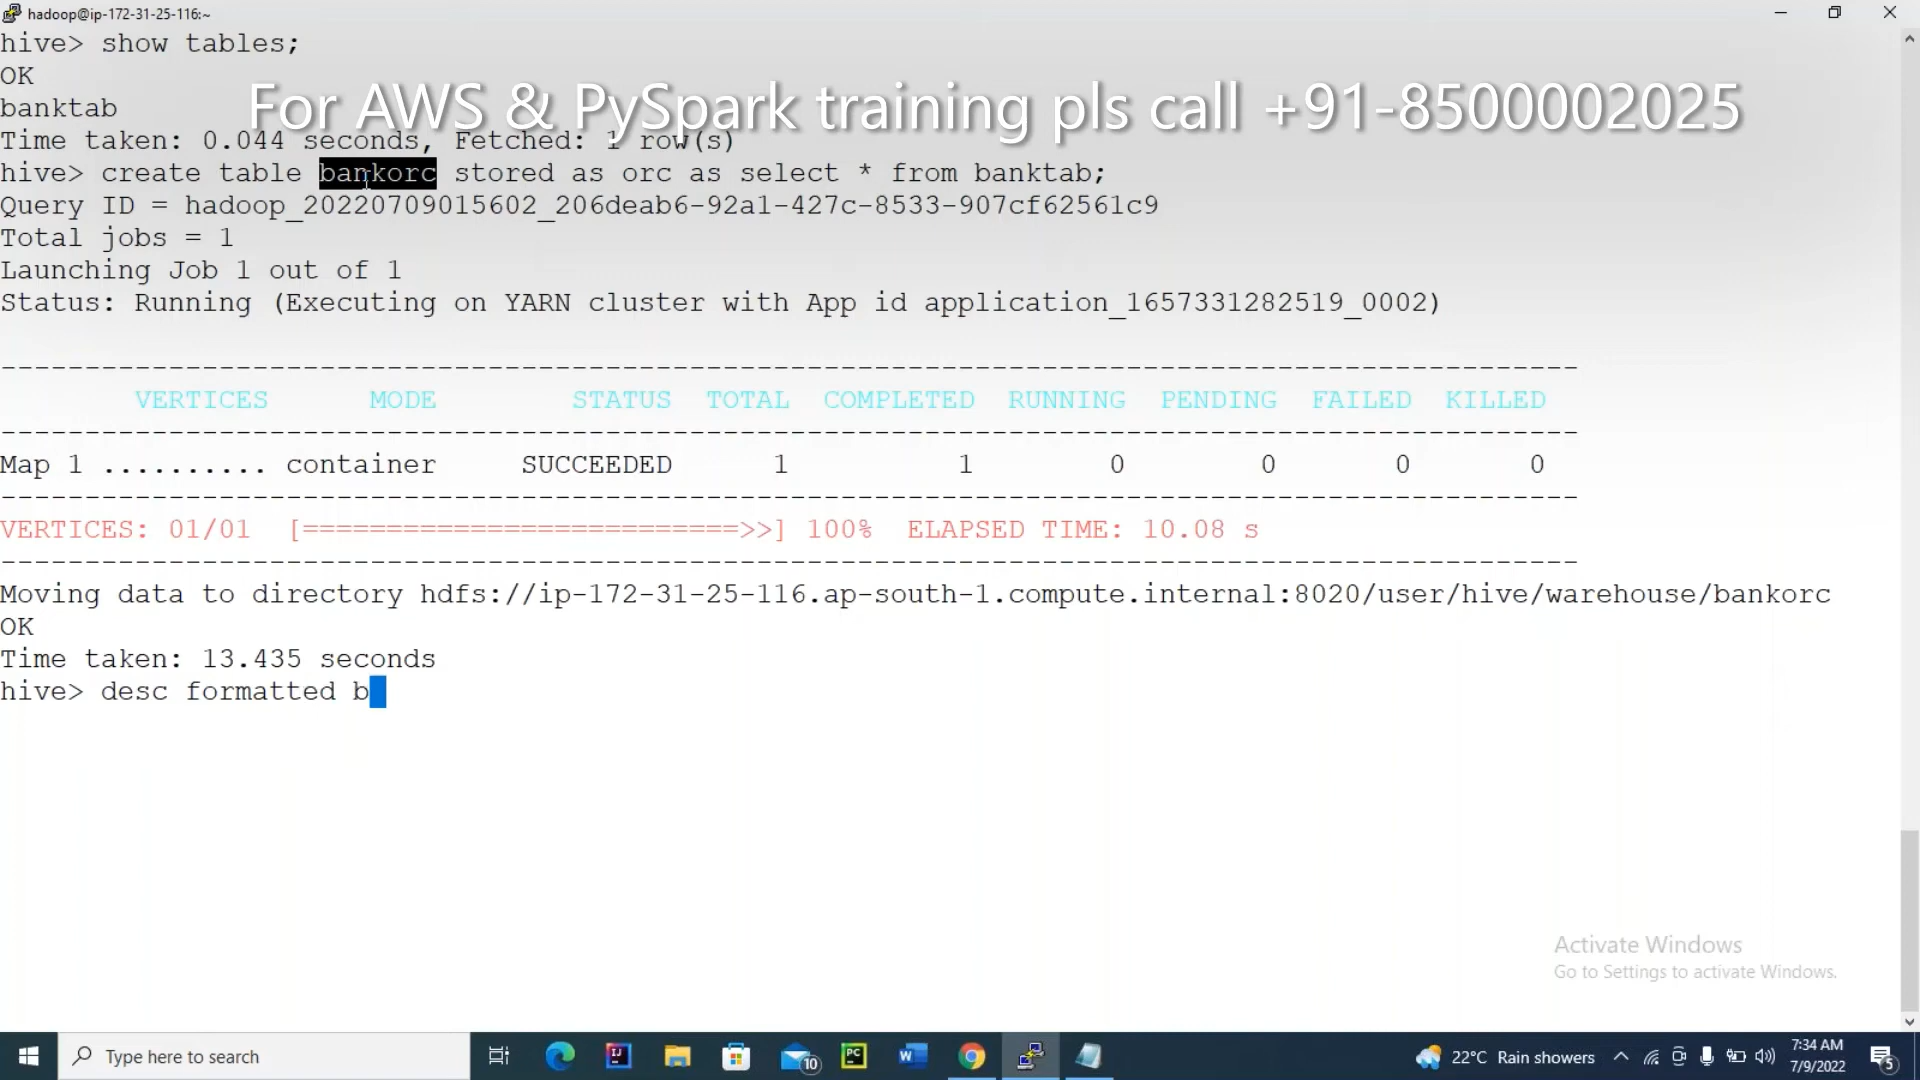 hadoop@ip-172-31-25-116:~
hive> show tables;
OK
banktab
For AWS & PySpark training pls call +91-8500002025
Time taken: 0.044 seconds, Fetched: 1 row(s)
hive> create table bankorc stored as orc as select * from banktab;
Query ID = hadoop_20220709015602_206deab6-92a1-427c-8533-907cf62561c9
Total jobs = 1
Launching Job 1 out of 1
Status: Running (Executing on YARN cluster with App id application_1657331282519_0002)
----------------------------------------------------------------------------------------------
VERTICES MODE STATUS TOTAL COMPLETED RUNNING PENDING FAILED KILLED
----------------------------------------------------------------------------------------------
Map 1 .......... container SUCCEEDED 1 1 0 0 0 0
----------------------------------------------------------------------------------------------
VERTICES: 01/01 [==========================>>] 100% ELAPSED TIME: 10.08 s
----------------------------------------------------------------------------------------------
Moving data to directory hdfs://ip-172-31-25-116.ap-south-1.compute.internal:8020/user/hive/warehouse/bankorc
OK
Time taken: 13.435 seconds
hive> desc formatted b
Activate Windows
Go to Settings to activate Windows.
Type here to search
IJ
10
PC
W
22°C Rain showers
7:34 AM
7/9/2022
5